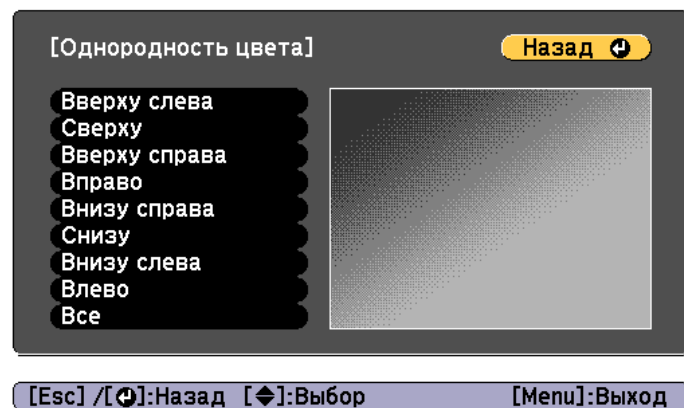 [Однородность цвета]
Назад
Вверху слева
Сверху
Вверху справа
Вправо
Внизу справа
Снизу
Внизу слева
Влево
Все
[Esc] /[⏎]:Назад [◆]:Выбор [Menu]:Выход